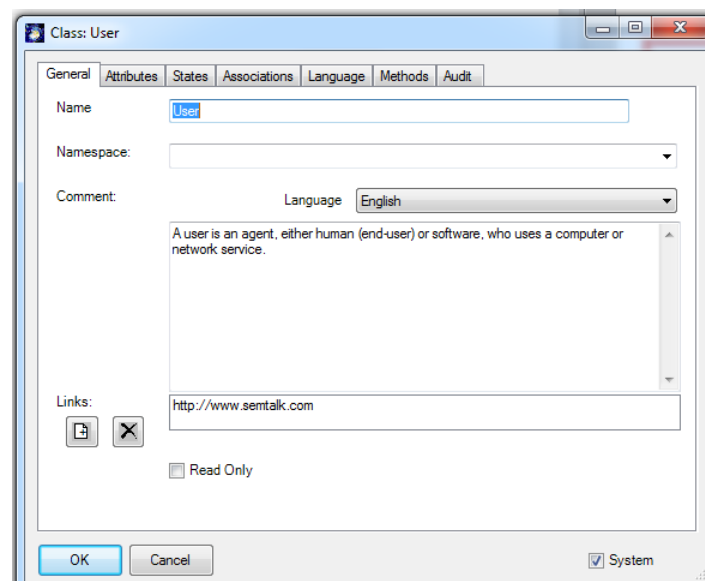 Class: User
General Attributes States Associations Language Methods Audit
Name User
Namespace:
Comment: Language English
A user is an agent, either human (end-user) or software, who uses a computer or
network service.
Links: http://www.semtalk.com
Read Only
OK Cancel System